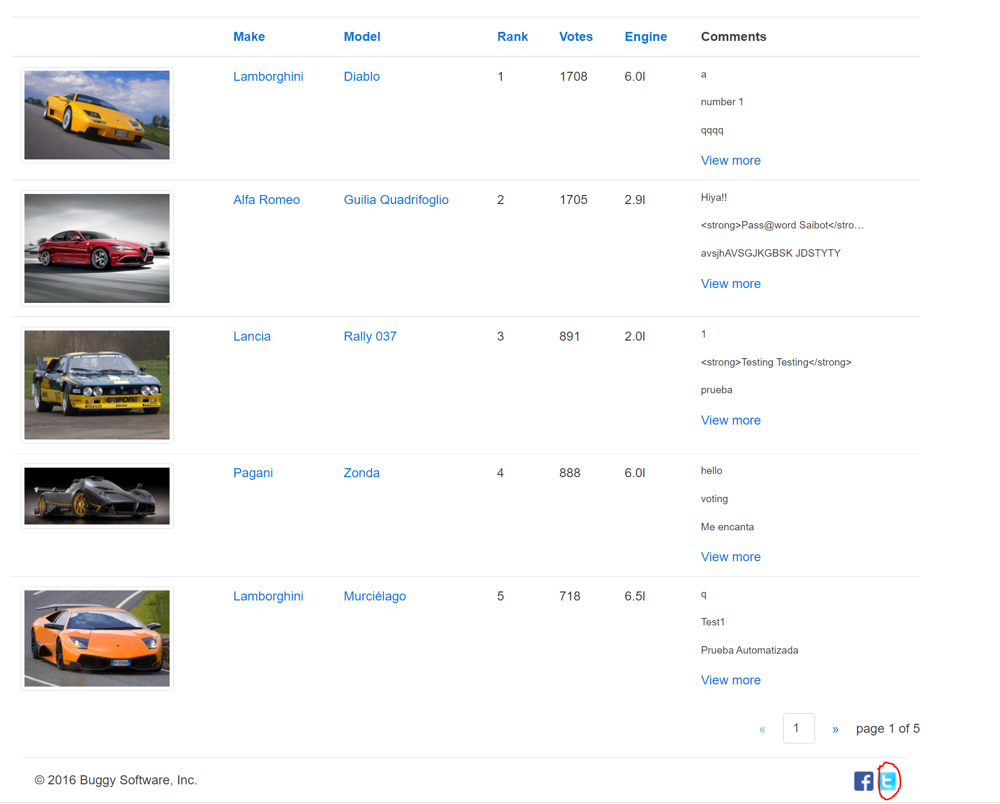 Make Model Rank Votes Engine Comments
Lamborghini Diablo 1 1708 6.0l a
number 1
qqqq
View more
Alfa Romeo Guilia Quadrifoglio 2 1705 2.9l Hiya!!
<strong>Pass@word Saibot</stro…
avsjhAVSGJKGBSK JDSTYTY
View more
Lancia Rally 037 3 891 2.0l 1
<strong>Testing Testing</strong>
prueba
View more
GRIFONE
PIRELLI Hertz PIRELLI
Pagani Zonda 4 888 6.0l hello
voting
Me encanta
View more
Lamborghini Murciélago 5 718 6.5l q
Test1
Prueba Automatizada
View more
« 1 » page 1 of 5
© 2016 Buggy Software, Inc.